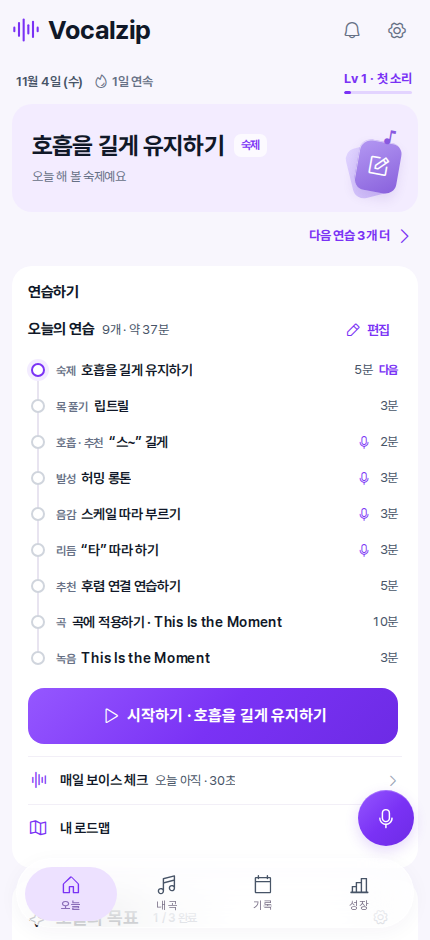 Vocalzip
11월 4일 (수) 1일 연속 Lv 1 · 첫 소리
호흡을 길게 유지하기 숙제
오늘 해 볼 숙제예요
다음 연습 3개 더
연습하기
오늘의 연습 9개 · 약 37분 편집
숙제 호흡을 길게 유지하기 5분 다음
목 풀기 립트릴 3분
호흡 · 추천 “스~” 길게 2분
발성 허밍 롱톤 3분
음감 스케일 따라 부르기 3분
리듬 “타” 따라 하기 3분
추천 후렴 연결 연습하기 5분
곡 곡에 적용하기 · This Is the Moment 10분
녹음 This Is the Moment 3분
시작하기 · 호흡을 길게 유지하기
매일 보이스 체크 오늘 아직 · 30초
내 로드맵
오늘 내 곡 기록 성장
오늘의 목표 1 / 3 완료